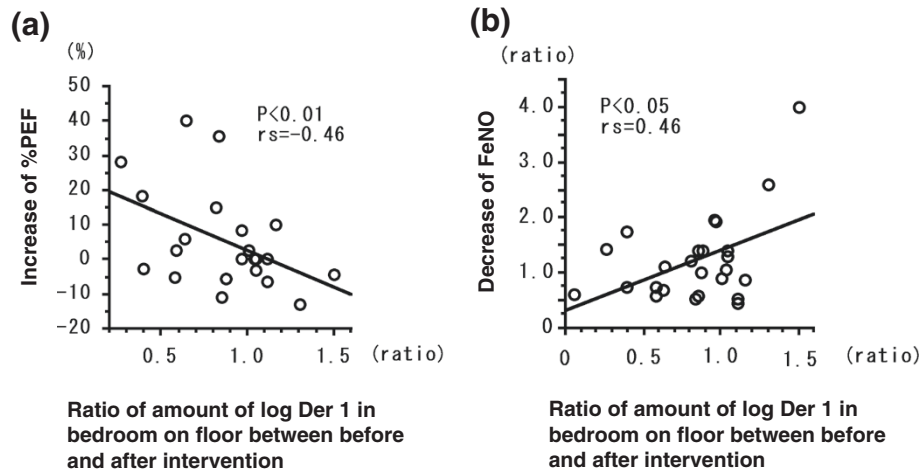 (a)
(%)
Increase of %PEF
50
40
30
20
10
0
-10
-20
P<0.01
rs=-0.46
0.5
1.0
1.5
(ratio)
Ratio of amount of log Der 1 in
bedroom on floor between before
and after intervention
(b)
(ratio)
Decrease of FeNO
4.0
3.0
2.0
1.0
0
P<0.05
rs=0.46
0
0.5
1.0
1.5
(ratio)
Ratio of amount of log Der 1 in
bedroom on floor between before
and after intervention